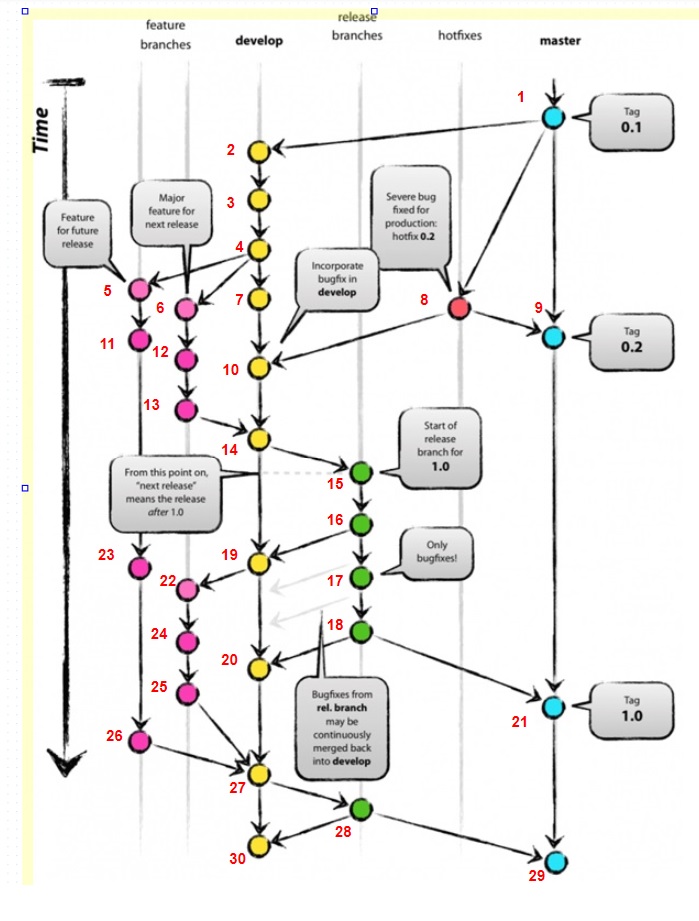 feature
branches
develop
release
branches
hotfixes
master
Time
1
Tag
0.1
2
3
Major
feature for
next release
Severe bug
fixed for
production:
hotfix 0.2
Feature
for future
release
4
Incorporate
bugfix in
develop
5
6
7
8
9
Tag
0.2
11
12
10
13
14
Start of
release
branch for
1.0
From this point on,
“next release”
means the release
after 1.0
15
16
Only
bugfixes!
23
19
22
17
18
24
20
25
Bugfixes from
rel. branch
may be
continuously
merged back
into develop
Tag
1.0
21
26
27
28
30
29